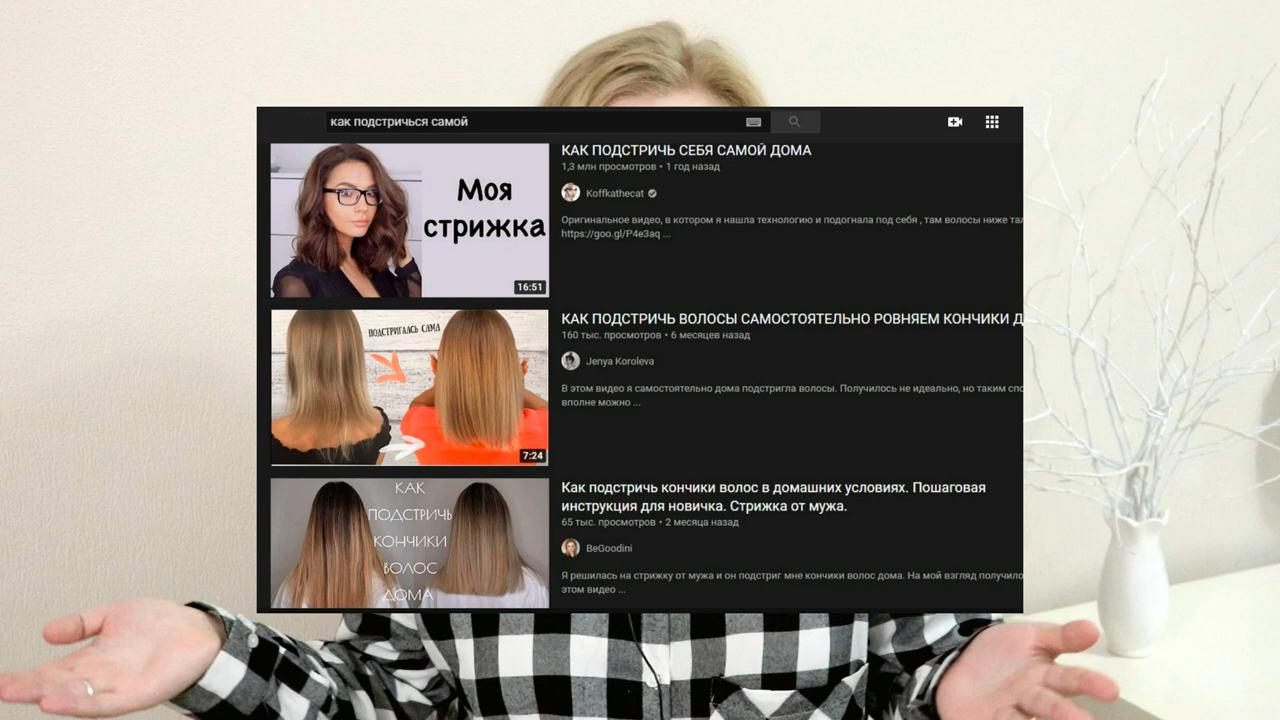 как подстричься самой
Моя
стрижка
16:51
КАК ПОДСТРИЧЬ СЕБЯ САМОЙ ДОМА
1,3 млн просмотров • 1 год назад
Koffkathecat
Оригинальное видео, в котором я нашла технологию и подогнала под себя , там волосы ниже тал
https://goo.gl/P4e3aq ...
ПОДСТРИГЛАСЬ САМА
7:24
КАК ПОДСТРИЧЬ ВОЛОСЫ САМОСТОЯТЕЛЬНО РОВНЯЕМ КОНЧИКИ Д
160 тыс. просмотров • 6 месяцев назад
Jenya Koroleva
В этом видео я самостоятельно дома подстригла волосы. Получилось не идеально, но таким спо
вполне можно ...
КАК
ПОДСТРИЧЬ
КОНЧИКИ
ВОЛОС
ДОМА
Как подстричь кончики волос в домашних условиях. Пошаговая
инструкция для новичка. Стрижка от мужа.
65 тыс. просмотров • 2 месяца назад
BeGoodini
Я решилась на стрижку от мужа и он подстриг мне кончики волос дома. На мой взгляд получило
этом видео ...